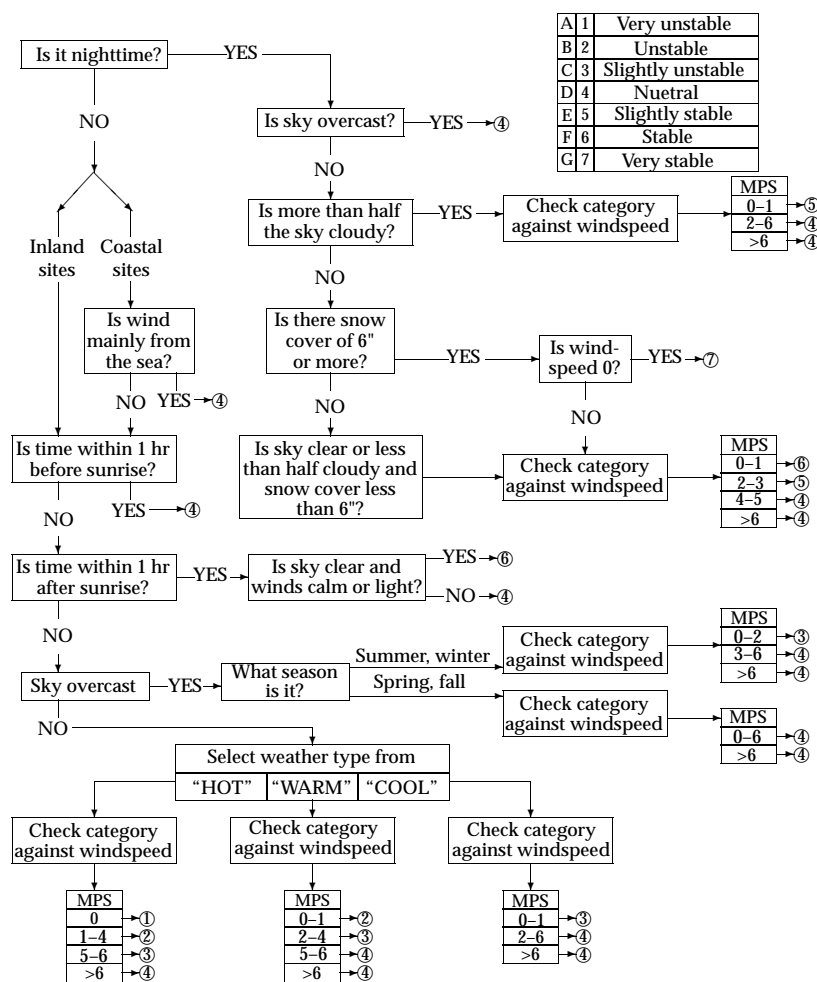 A 1 Very unstable
Is it nighttime? YES
B 2 Unstable
C 3 Slightly unstable
D 4 Nuetral
E 5 Slightly stable
F 6 Stable
G 7 Very stable
NO
Is sky overcast? YES ④
NO
Is more than half
the sky cloudy?
YES
Check category
against windspeed
MPS
0–1 ⑤
2–6 ④
>6 ④
Inland
sites
Coastal
sites
NO
Is wind
mainly from
the sea?
Is there snow
cover of 6"
or more?
YES
Is wind-
speed 0?
YES ⑦
NO YES ④
NO
NO
Is time within 1 hr
before sunrise?
Is sky clear or less
than half cloudy and
snow cover less
than 6"?
Check category
against windspeed
MPS
0–1 ⑥
2–3 ⑤
4–5 ④
>6 ④
NO
YES ④
Is time within 1 hr
after sunrise?
YES
Is sky clear and
winds calm or light?
YES ⑥
NO ④
NO
Sky overcast
YES
What season
is it?
Summer, winter
Check category
against windspeed
MPS
0–2 ③
3–6 ④
>6 ④
Spring, fall
Check category
against windspeed
MPS
0–6 ④
>6 ④
NO
Select weather type from
“HOT” “WARM” “COOL”
Check category
against windspeed
MPS
0 ①
1–4 ②
5–6 ③
>6 ④
Check category
against windspeed
MPS
0–1 ②
2–4 ③
5–6 ④
>6 ④
Check category
against windspeed
MPS
0–1 ③
2–6 ④
>6 ④